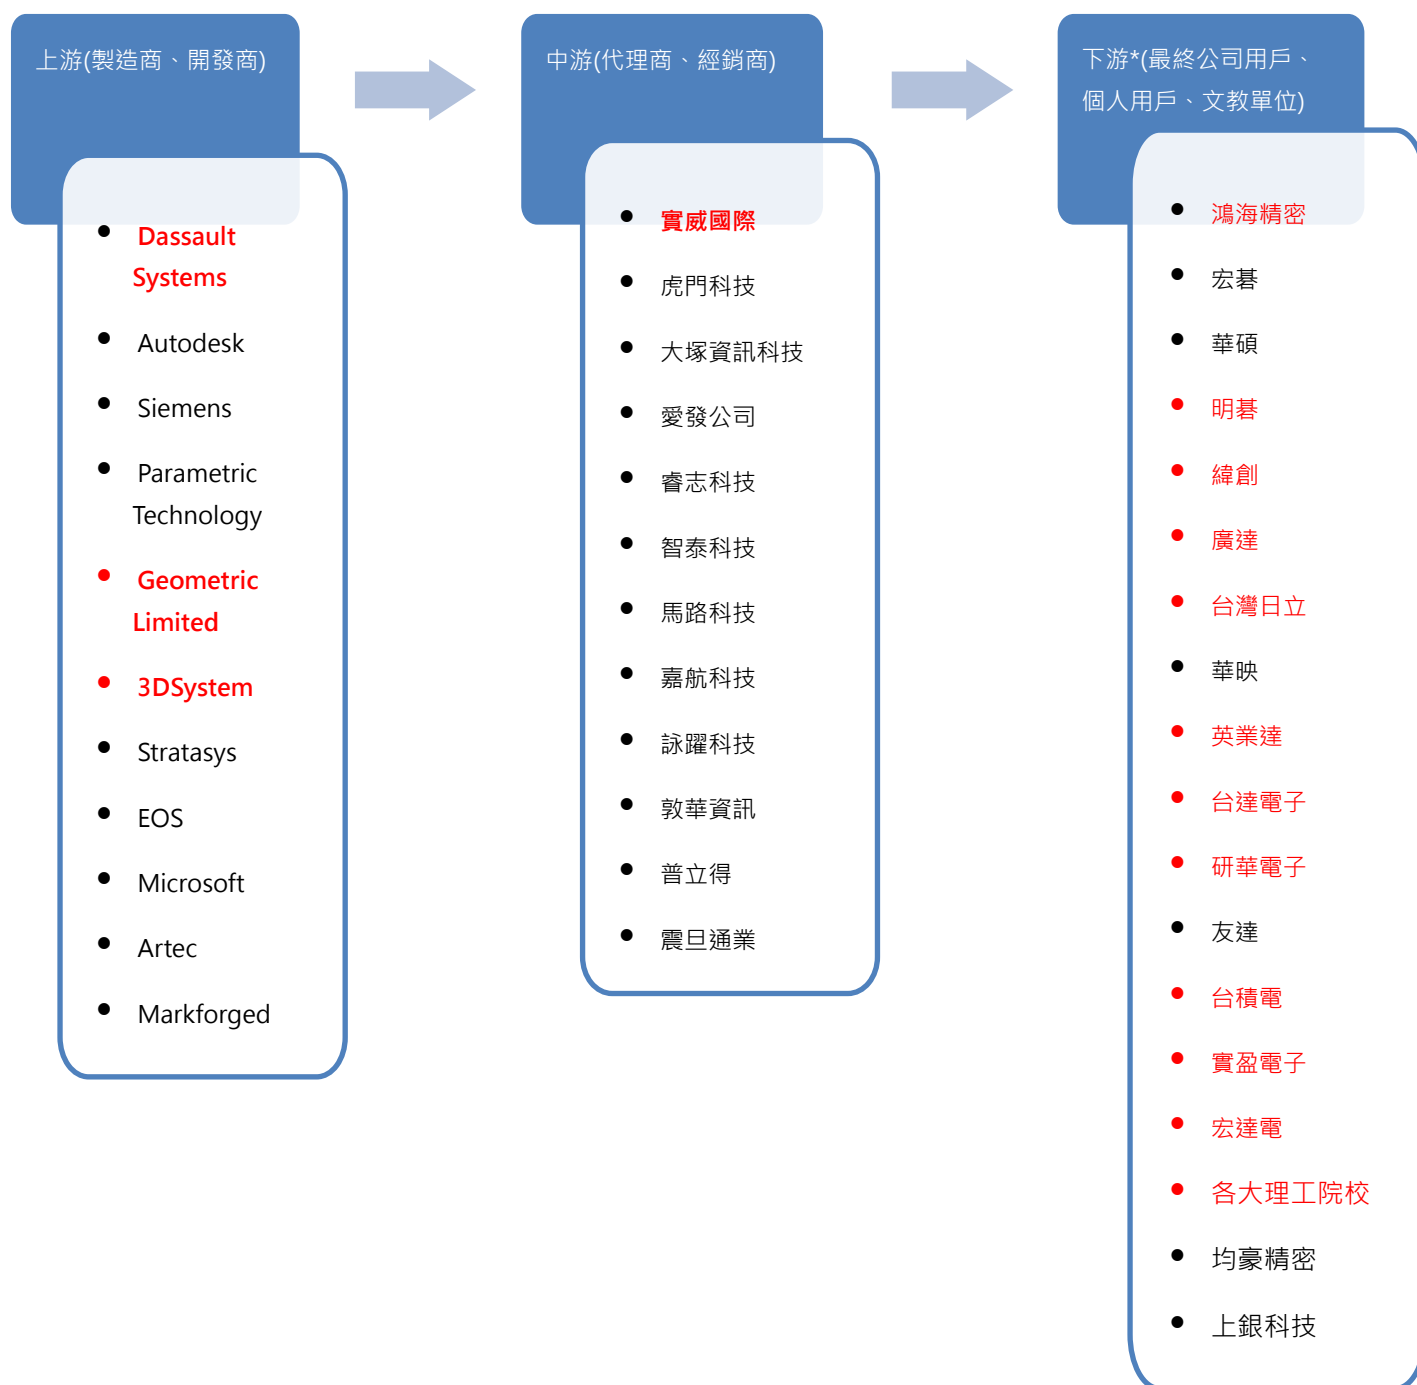 上游(製造商、開發商)
• Dassault
Systems
• Autodesk
• Siemens
• Parametric
Technology
• Geometric
Limited
• 3DSystem
• Stratasys
• EOS
• Microsoft
• Artec
• Markforged
中游(代理商、經銷商)
• 實威國際
• 虎門科技
• 大塚資訊科技
• 愛發公司
• 睿志科技
• 智泰科技
• 馬路科技
• 嘉航科技
• 詠躍科技
• 敦華資訊
• 普立得
• 震旦通業
下游*(最終公司用戶、
個人用戶、文教單位)
• 鴻海精密
• 宏碁
• 華碩
• 明碁
• 緯創
• 廣達
• 台灣日立
• 華映
• 英業達
• 台達電子
• 研華電子
• 友達
• 台積電
• 實盈電子
• 宏達電
• 各大理工院校
• 均豪精密
• 上銀科技